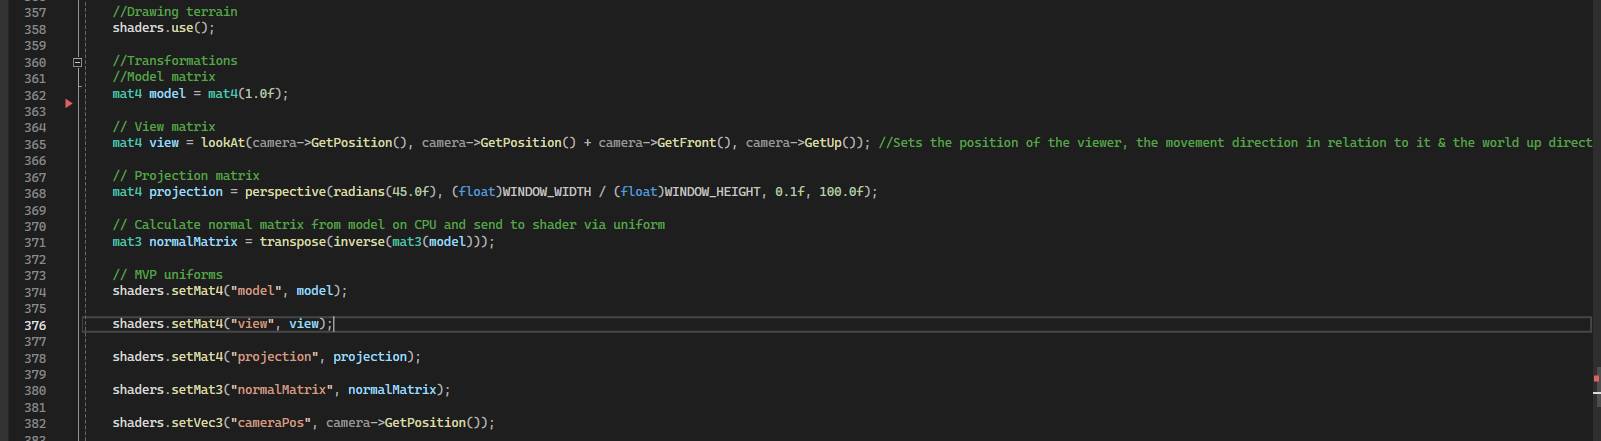 357 //Drawing terrain
358 shaders.use();
359
360 //Transformations
361 //Model matrix
362 mat4 model = mat4(1.0f);
363
364 // View matrix
365 mat4 view = lookAt(camera->GetPosition(), camera->GetPosition() + camera->GetFront(), camera->GetUp()); //Sets the position of the viewer, the movement direction in relation to it & the world up direct
366
367 // Projection matrix
368 mat4 projection = perspective(radians(45.0f), (float)WINDOW_WIDTH / (float)WINDOW_HEIGHT, 0.1f, 100.0f);
369
370 // Calculate normal matrix from model on CPU and send to shader via uniform
371 mat3 normalMatrix = transpose(inverse(mat3(model)));
372
373 // MVP uniforms
374 shaders.setMat4("model", model);
375
376 shaders.setMat4("view", view);
377
378 shaders.setMat4("projection", projection);
379
380 shaders.setMat3("normalMatrix", normalMatrix);
381
382 shaders.setVec3("cameraPos", camera->GetPosition());
383